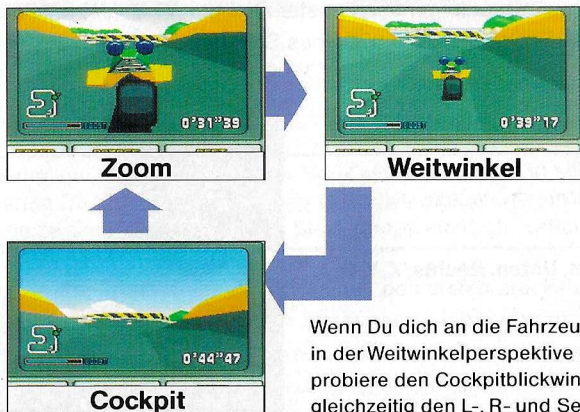 0'31"39
Zoom
0'39"17
Weitwinkel
0'44"47
Cockpit
Wenn Du dich an die Fahrzeu
in der Weitwinkelperspektive
probiere den Cockpitblickwin
gleichzeitig den L-, R- und Se